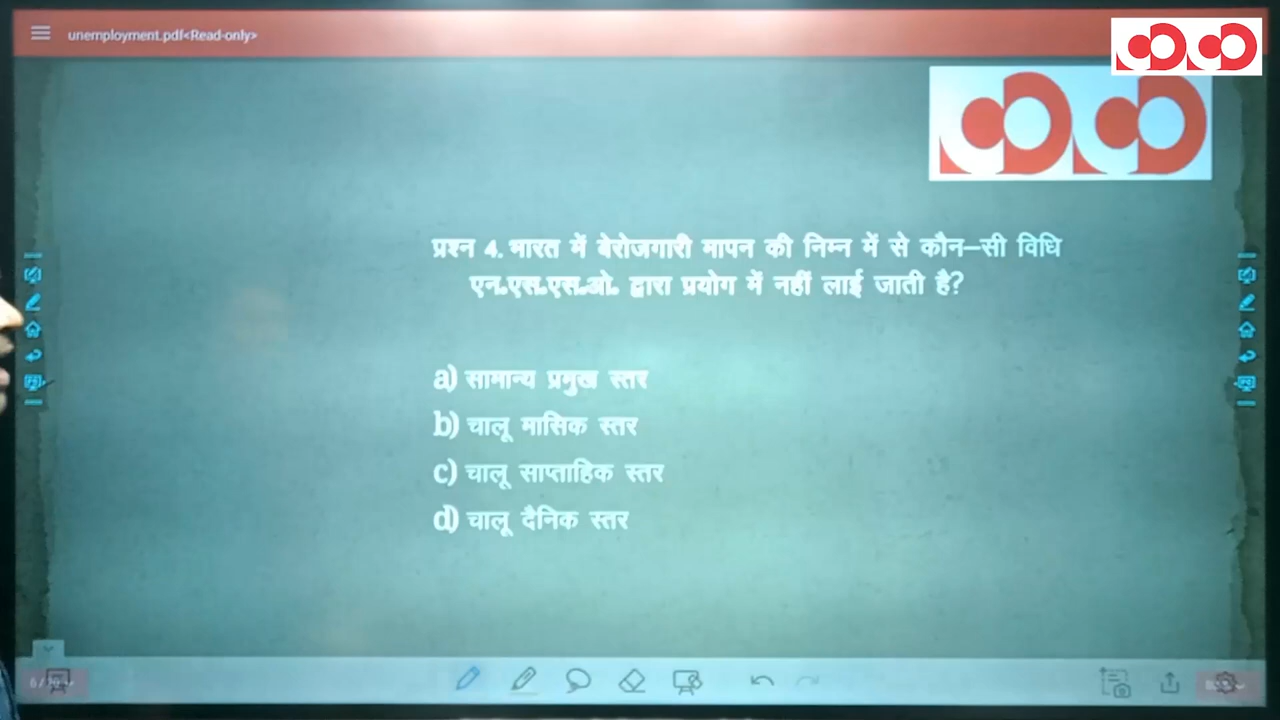 unemployment.pdf<Read-only>
प्रश्न 4. भारत में बेरोजगारी मापन की निम्न में से कौन–सी विधि
एन.एस.एस.ओ. द्वारा प्रयोग में नहीं लाई जाती है?
a) सामान्य प्रमुख स्तर
b) चालू मासिक स्तर
c) चालू साप्ताहिक स्तर
d) चालू दैनिक स्तर